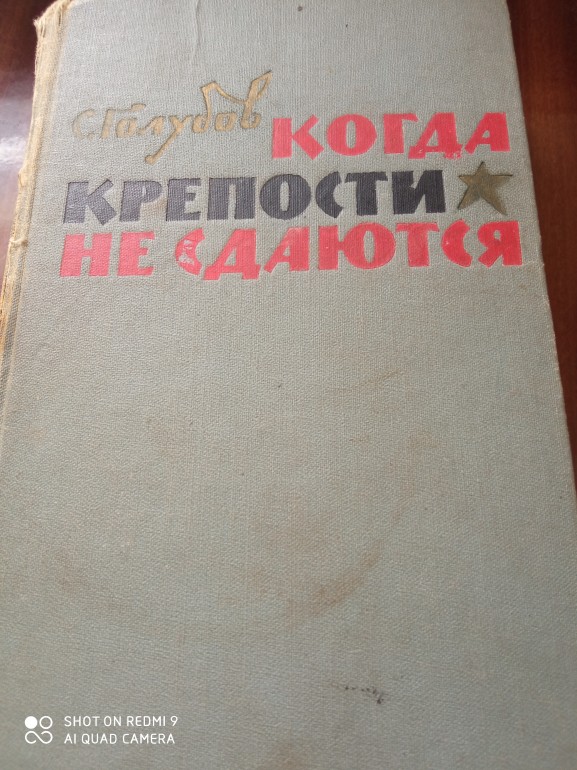 С. Голубов
КОГДА
КРЕПОСТИ
НЕ СДАЮТСЯ
SHOT ON REDMI 9
AI QUAD CAMERA